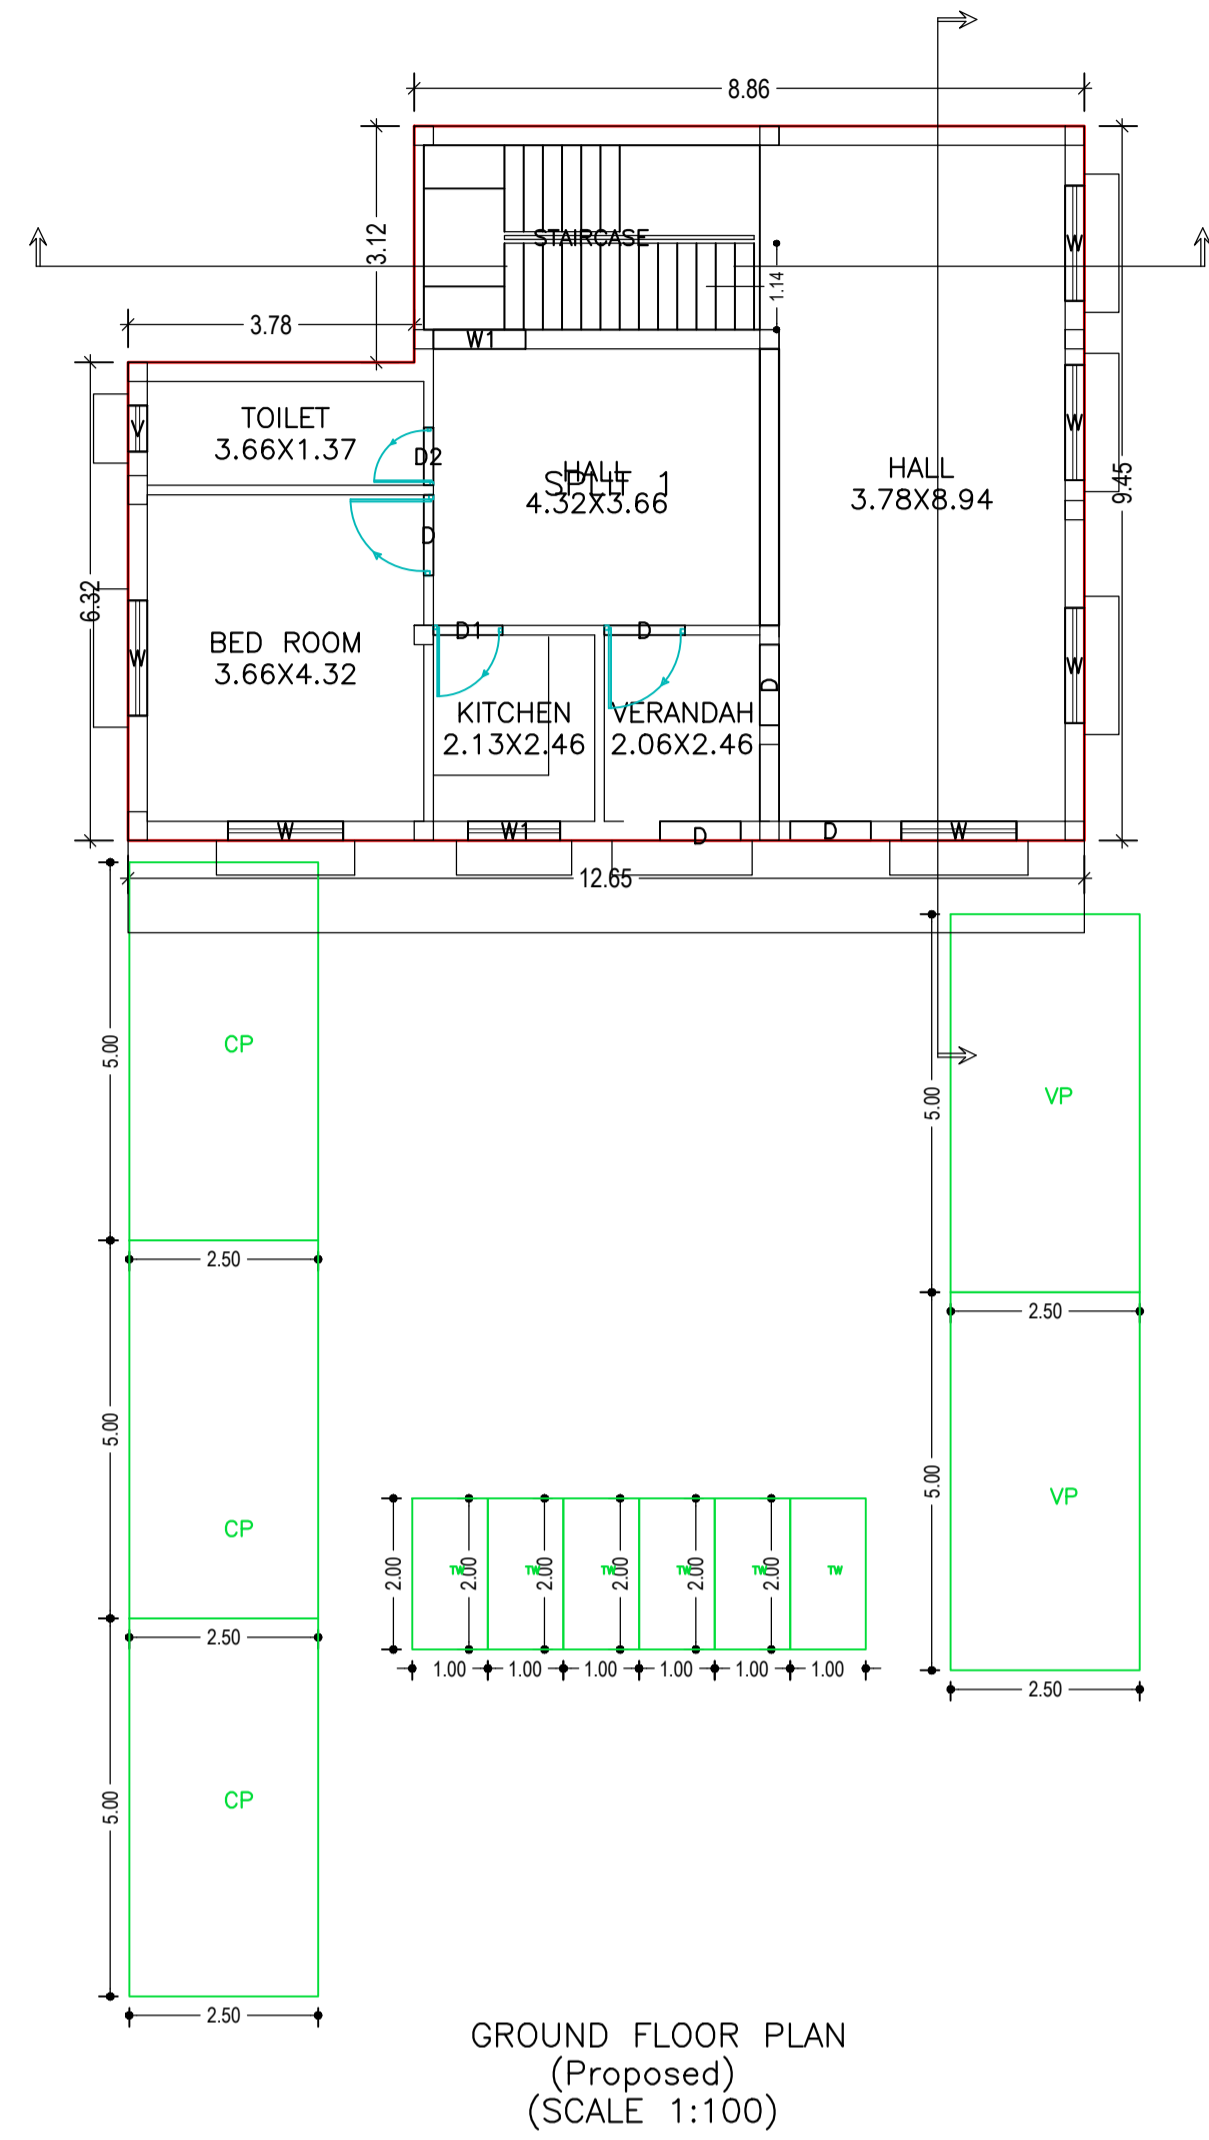 8.86
3.12
STAIRCASE
W
1.14
3.78
W1
TOILET
3.66X1.37
V
D2
HALL
SPLIT 1
4.32X3.66
HALL
3.78X8.94
W
9.45
D
6.32
BED ROOM
3.66X4.32
W
D1
D
D
W
KITCHEN
2.13X2.46
VERANDAH
2.06X2.46
W
W1
D
D
W
12.65
5.00
CP
5.00
VP
2.50
2.50
5.00
CP
5.00
VP
2.00
TW
2.00
TW
2.00
TW
2.00
TW
2.00
TW
2.00
TW
1.00
1.00
1.00
1.00
1.00
1.00
2.50
2.50
5.00
CP
2.50
GROUND FLOOR PLAN
(Proposed)
(SCALE 1:100)